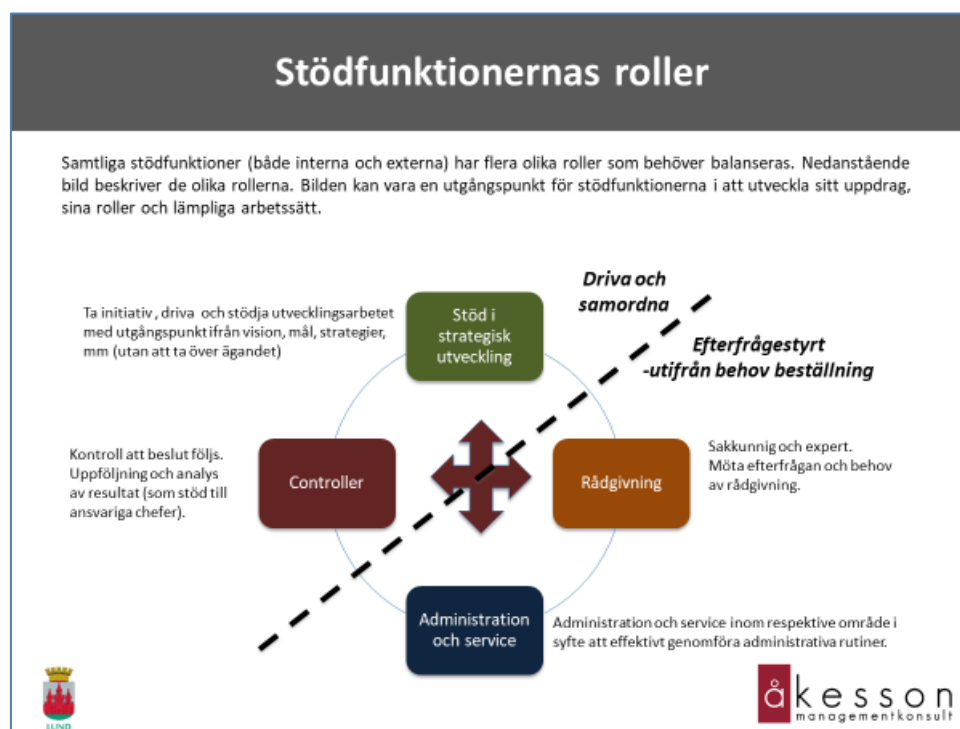 Stödfunktionernas roller
Samtliga stödfunktioner (både interna och externa) har flera olika roller som behöver balanseras. Nedanstående
bild beskriver de olika rollerna. Bilden kan vara en utgångspunkt för stödfunktionerna i att utveckla sitt uppdrag,
sina roller och lämpliga arbetssätt.
Driva och
samordna
Ta initiativ , driva och stödja utvecklingsarbetet
med utgångspunkt ifrån vision, mål, strategier,
mm (utan att ta över ägandet)
Stöd i
strategisk
utveckling
Efterfrågestyrt
-utifrån behov beställning
Kontroll att beslut följs.
Uppföljning och analys
av resultat (som stöd till
ansvariga chefer).
Controller
Rådgivning
Sakkunnig och expert.
Möta efterfrågan och behov
av rådgivning.
Administration
och service
Administration och service inom respektive område i
syfte att effektivt genomföra administrativa rutiner.
LUND
åkesson
managementkonsult